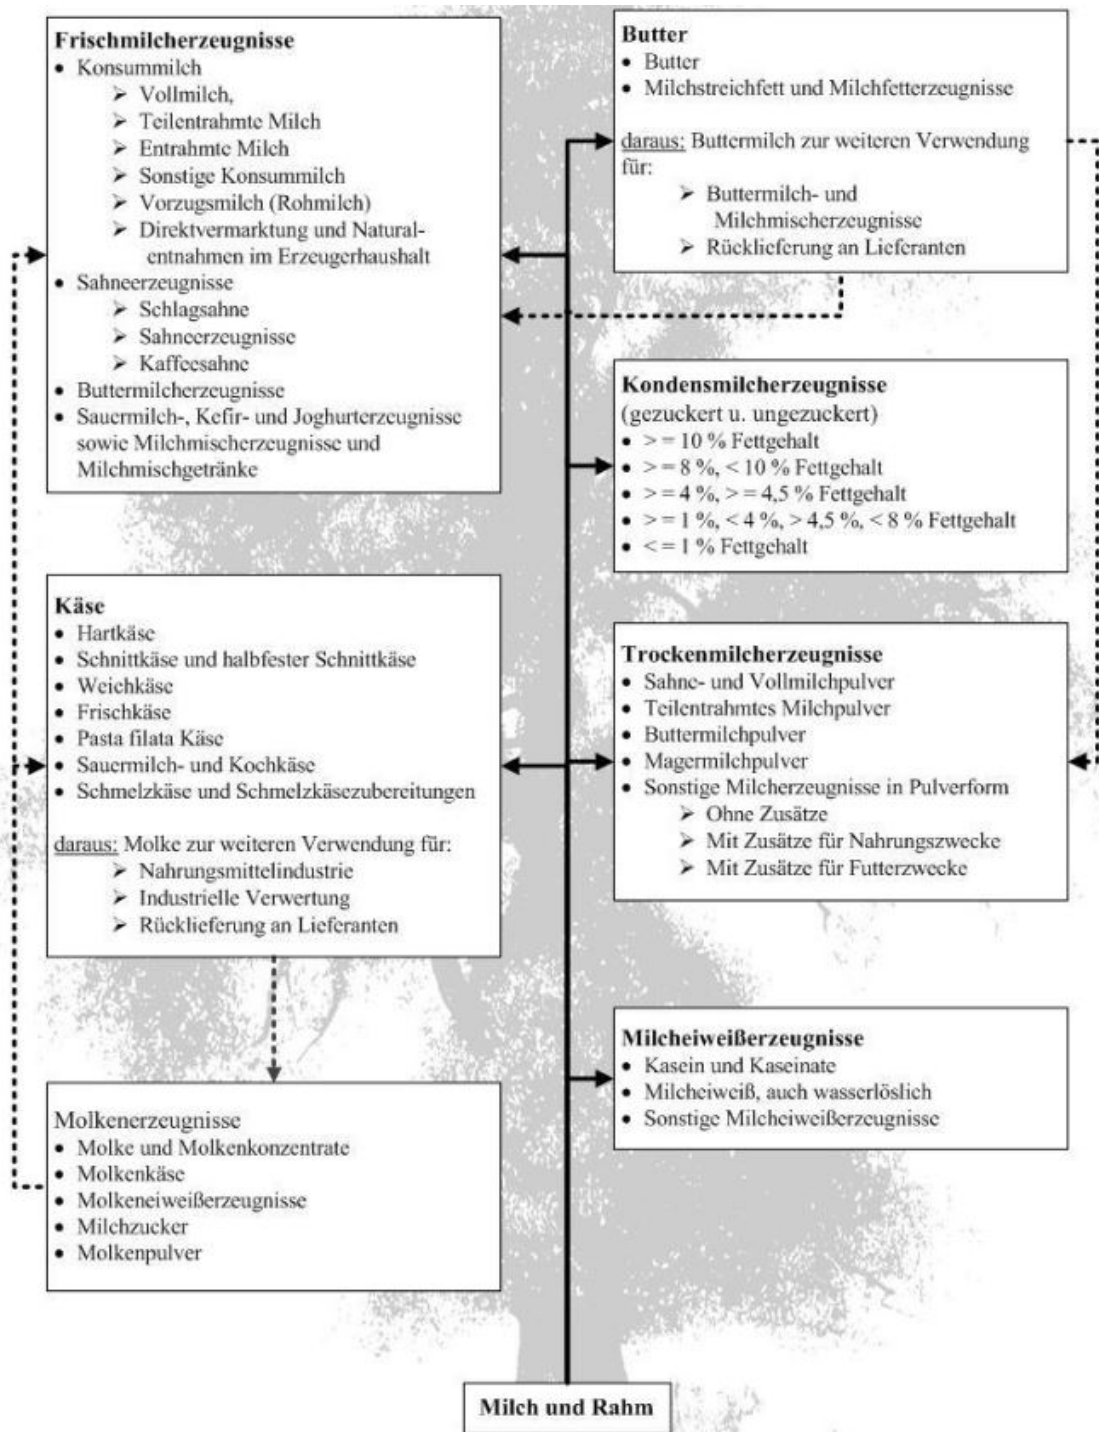 Frischmilcherzeugnisse
• Konsummilch
➢ Vollmilch,
➢ Teilentrahmte Milch
➢ Entrahmte Milch
➢ Sonstige Konsummilch
➢ Vorzugsmilch (Rohmilch)
➢ Direktvermarktung und Natural-
entnahmen im Erzeugerhaushalt
• Sahneerzeugnisse
➢ Schlagsahne
➢ Sahneerzeugnisse
➢ Kaffeesahne
• Buttermilcherzeugnisse
• Sauermilch-, Kefir- und Joghurterzeugnisse
sowie Milchmischerzeugnisse und
Milchmischgetränke
Butter
• Butter
• Milchstreichfett und Milchfetterzeugnisse
daraus: Buttermilch zur weiteren Verwendung
für:
➢ Buttermilch- und
Milchmischerzeugnisse
➢ Rücklieferung an Lieferanten
Kondensmilcherzeugnisse
(gezuckert u. ungezuckert)
• > = 10 % Fettgehalt
• > = 8 %, < 10 % Fettgehalt
• > = 4 %, > = 4,5 % Fettgehalt
• > = 1 %, < 4 %, > 4,5 %, < 8 % Fettgehalt
• < = 1 % Fettgehalt
Käse
• Hartkäse
• Schnittkäse und halbfester Schnittkäse
• Weichkäse
• Frischkäse
• Pasta filata Käse
• Sauermilch- und Kochkäse
• Schmelzkäse und Schmelzkäsezubereitungen
daraus: Molke zur weiteren Verwendung für:
➢ Nahrungsmittelindustrie
➢ Industrielle Verwertung
➢ Rücklieferung an Lieferanten
Trockenmilcherzeugnisse
• Sahne- und Vollmilchpulver
• Teilentrahmtes Milchpulver
• Buttermilchpulver
• Magermilchpulver
• Sonstige Milcherzeugnisse in Pulverform
➢ Ohne Zusätze
➢ Mit Zusätze für Nahrungszwecke
➢ Mit Zusätze für Futterzwecke
Milcheiweißerzeugnisse
• Kasein und Kaseinate
• Milcheiweiß, auch wasserlöslich
• Sonstige Milcheiweißerzeugnisse
Molkenerzeugnisse
• Molke und Molkenkonzentrate
• Molkenkäse
• Molkeneiweißerzeugnisse
• Milchzucker
• Molkenpulver
Milch und Rahm